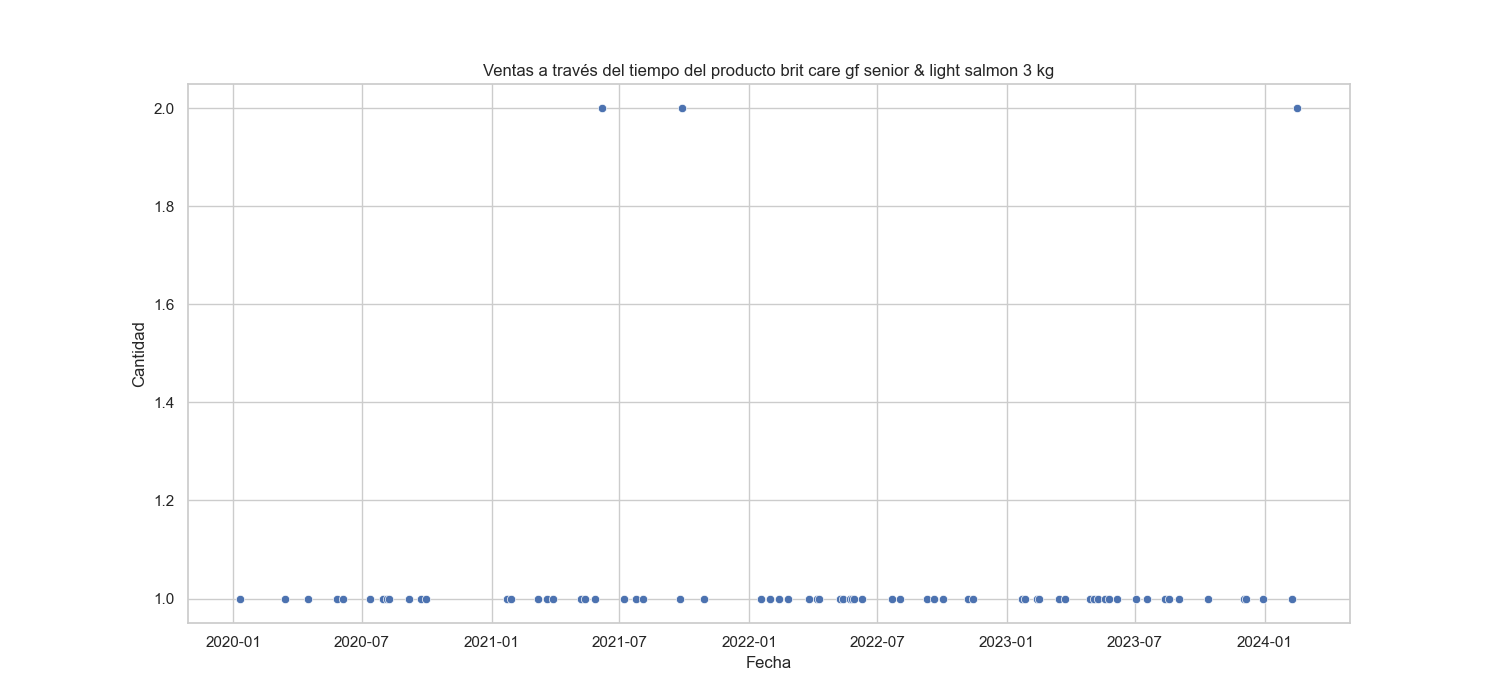 Ventas a través del tiempo del producto brit care gf senior & light salmon 3 kg
2.0
1.8
1.6
1.4
1.2
1.0
Cantidad
2020-01 2020-07 2021-01 2021-07 2022-01 2022-07 2023-01 2023-07 2024-01
Fecha